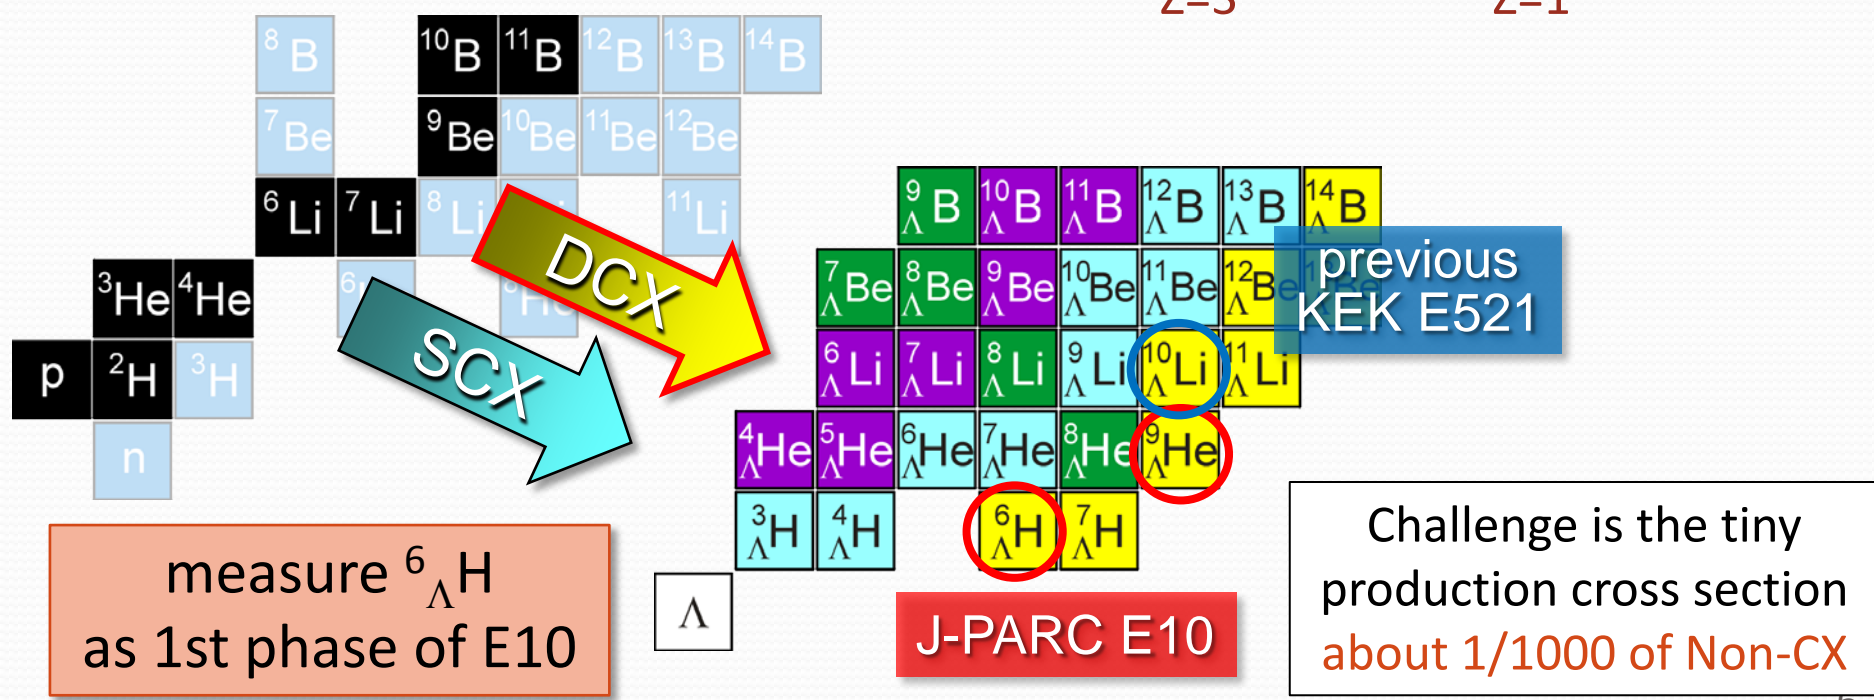 Z=3 Z=1
⁸B ¹⁰B ¹¹B ¹²B ¹³B ¹⁴B
⁷Be ⁹Be ¹⁰Be ¹¹Be ¹²Be
⁶Li ⁷Li ⁸Li ¹¹Li
³He ⁴He
p ²H ³H
n
DCX
SCX
⁹ΛB ¹⁰ΛB ¹¹ΛB ¹²ΛB ¹³ΛB ¹⁴ΛB
⁷ΛBe ⁸ΛBe ⁹ΛBe ¹⁰ΛBe ¹¹ΛBe ¹²ΛBe
⁶ΛLi ⁷ΛLi ⁸ΛLi ⁹ΛLi ¹⁰ΛLi ¹¹ΛLi
⁴ΛHe ⁵ΛHe ⁶ΛHe ⁷ΛHe ⁸ΛHe ⁹ΛHe
³ΛH ⁴ΛH ⁶ΛH ⁷ΛH
Λ
previous
KEK E521
J-PARC E10
measure ⁶ΛH
as 1st phase of E10
Challenge is the tiny
production cross section
about 1/1000 of Non-CX